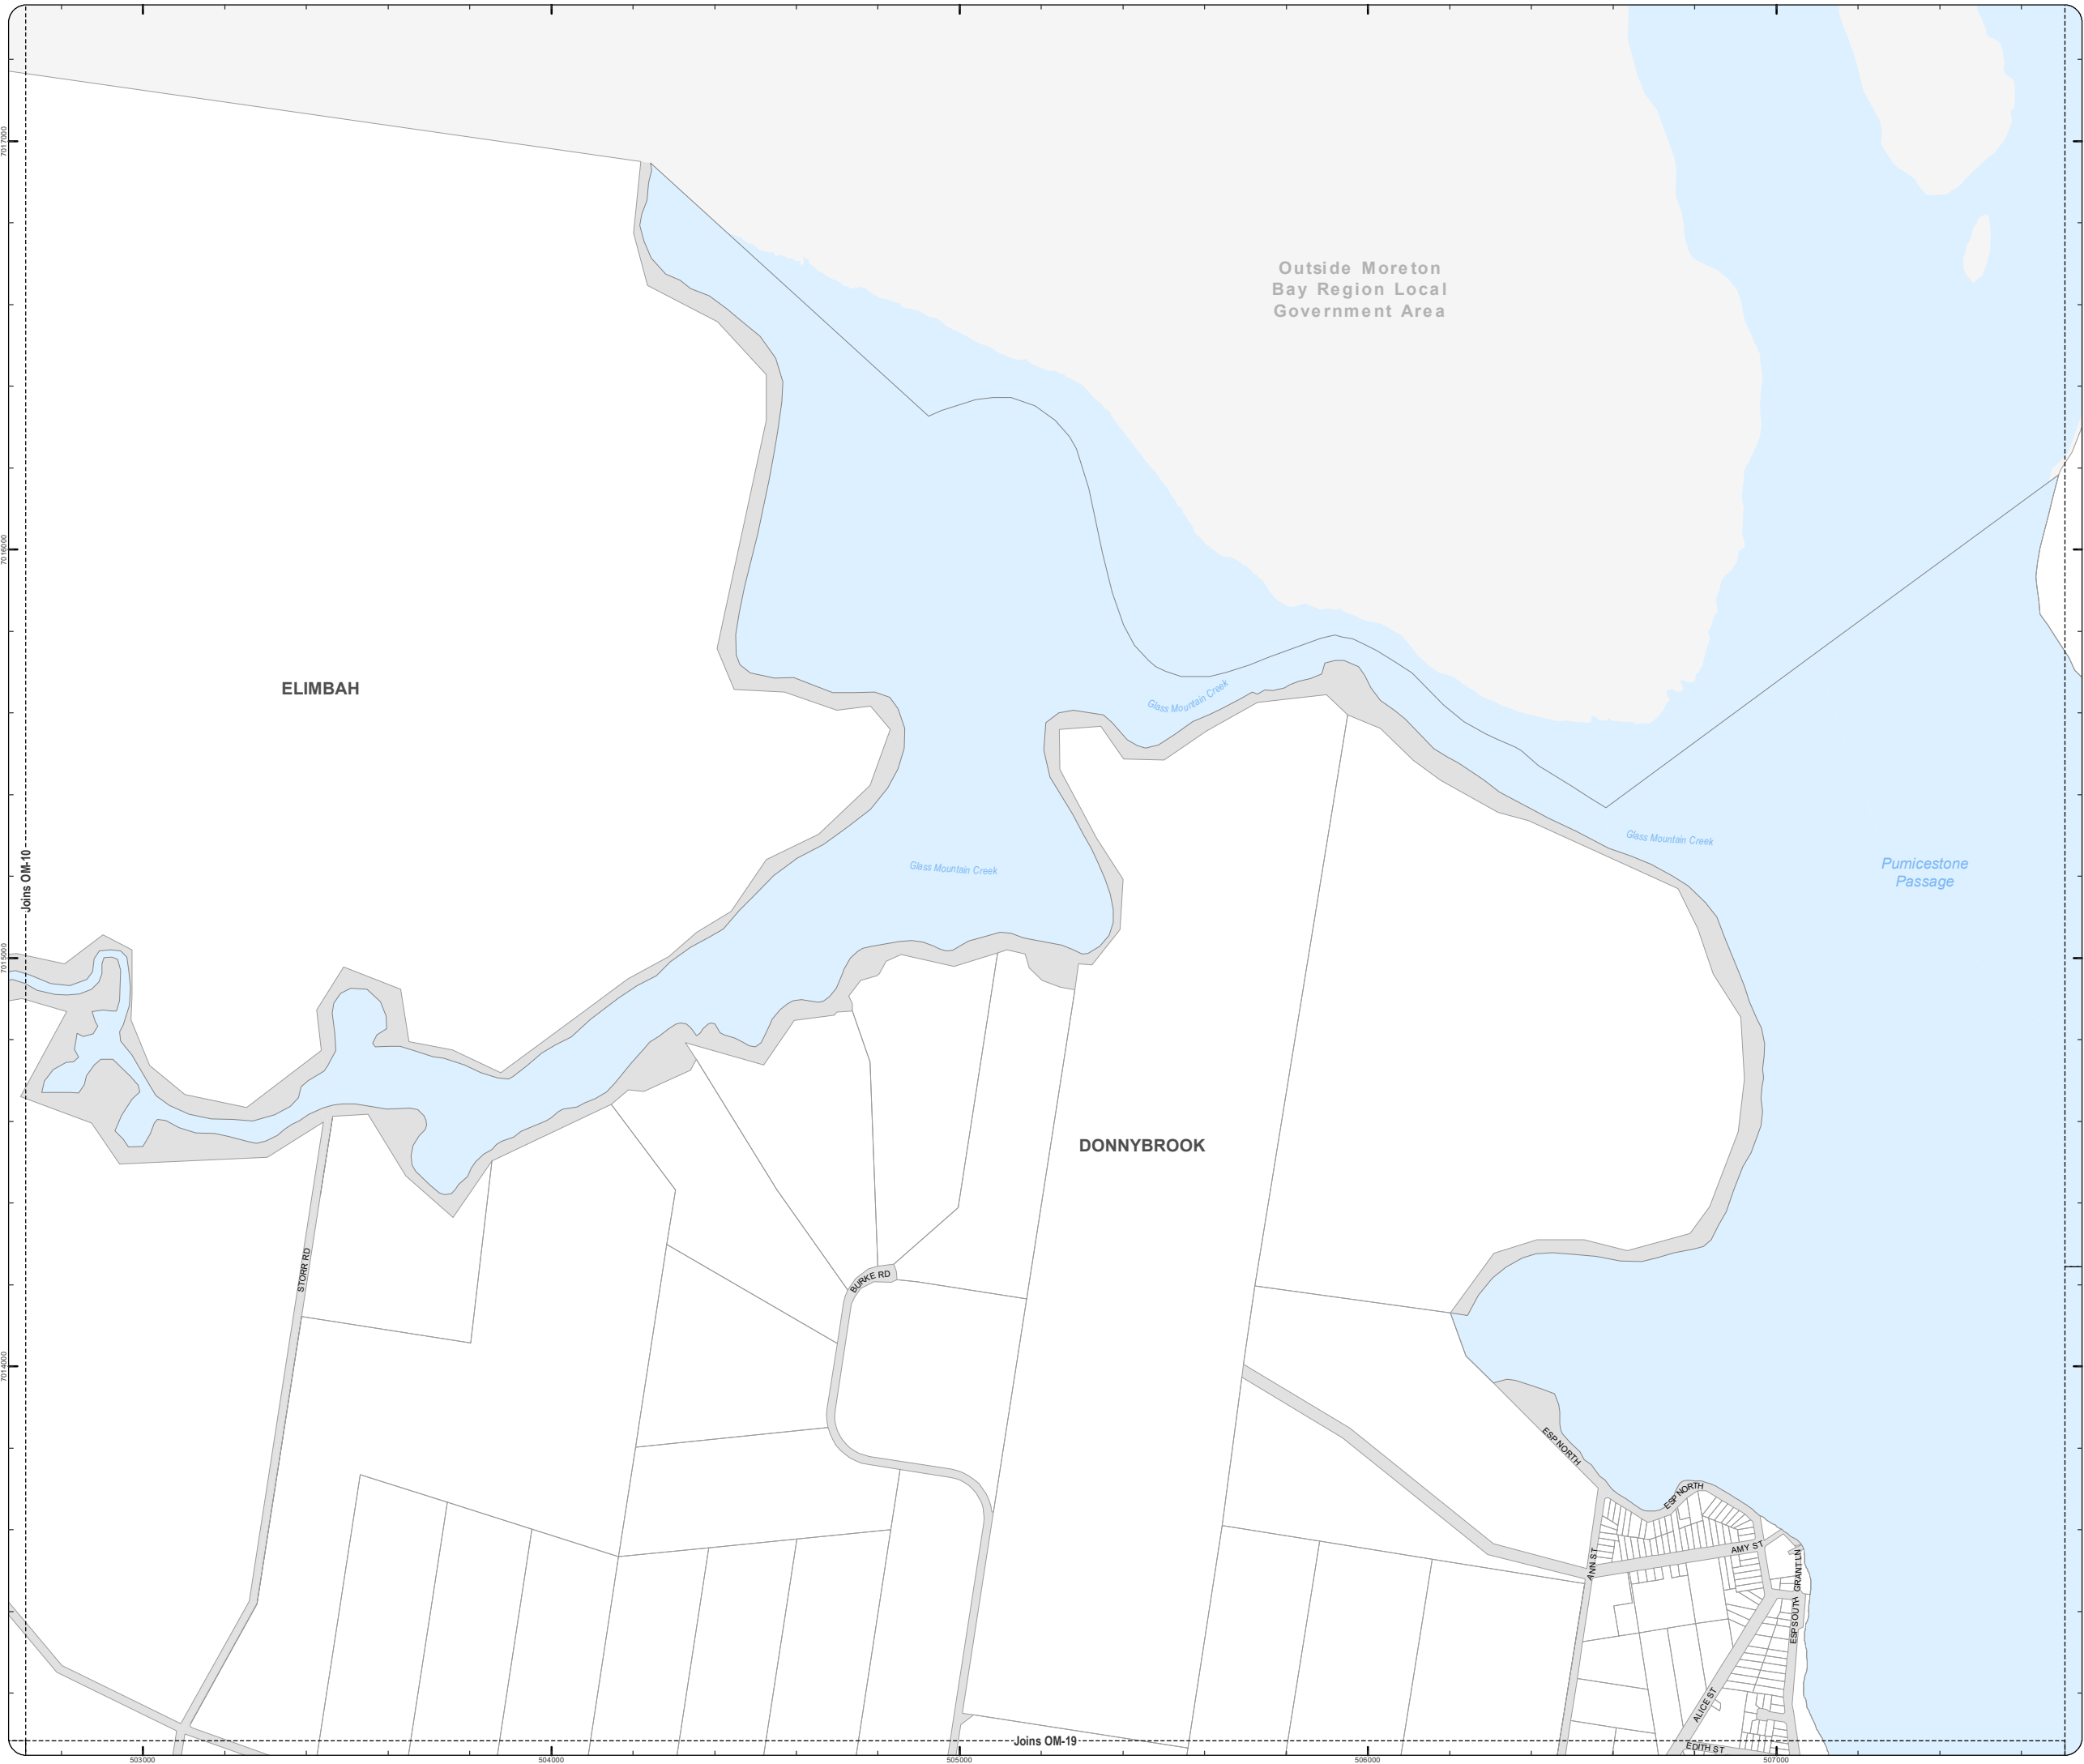 7017000
Outside Moreton
Bay Region Local
Government Area
7016000
ELIMBAH
Glass Mountain Creek
Glass Mountain Creek
Glass Mountain Creek
Pumicestone
Passage
Joins OM-10
7015000
DONNYBROOK
STORR RD
BURKE RD
7014000
ESP NORTH
ESP NORTH
AMY ST
ANN ST
GRANT LN
ESP SOUTH
ALICE ST
EDITH ST
Joins OM-19
503000
504000
505000
506000
507000